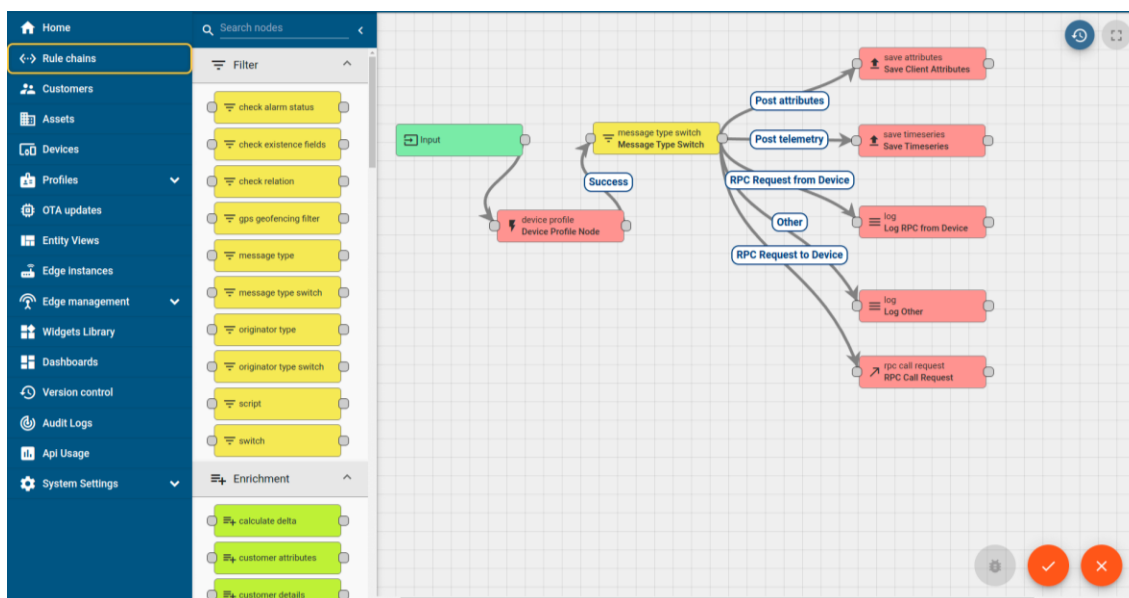 Home
Rule chains
Customers
Assets
Devices
Profiles
OTA updates
Entity Views
Edge instances
Edge management
Widgets Library
Dashboards
Version control
Audit Logs
Api Usage
System Settings
Search nodes
Filter
check alarm status
check existence fields
check relation
gps geofencing filter
message type
message type switch
originator type
originator type switch
script
switch
Enrichment
calculate delta
customer attributes
customer details
Input
device profile
Device Profile Node
Success
message type switch
Message Type Switch
Post attributes
Post telemetry
RPC Request from Device
Other
RPC Request to Device
save attributes
Save Client Attributes
save timeseries
Save Timeseries
log
Log RPC from Device
log
Log Other
rpc call request
RPC Call Request